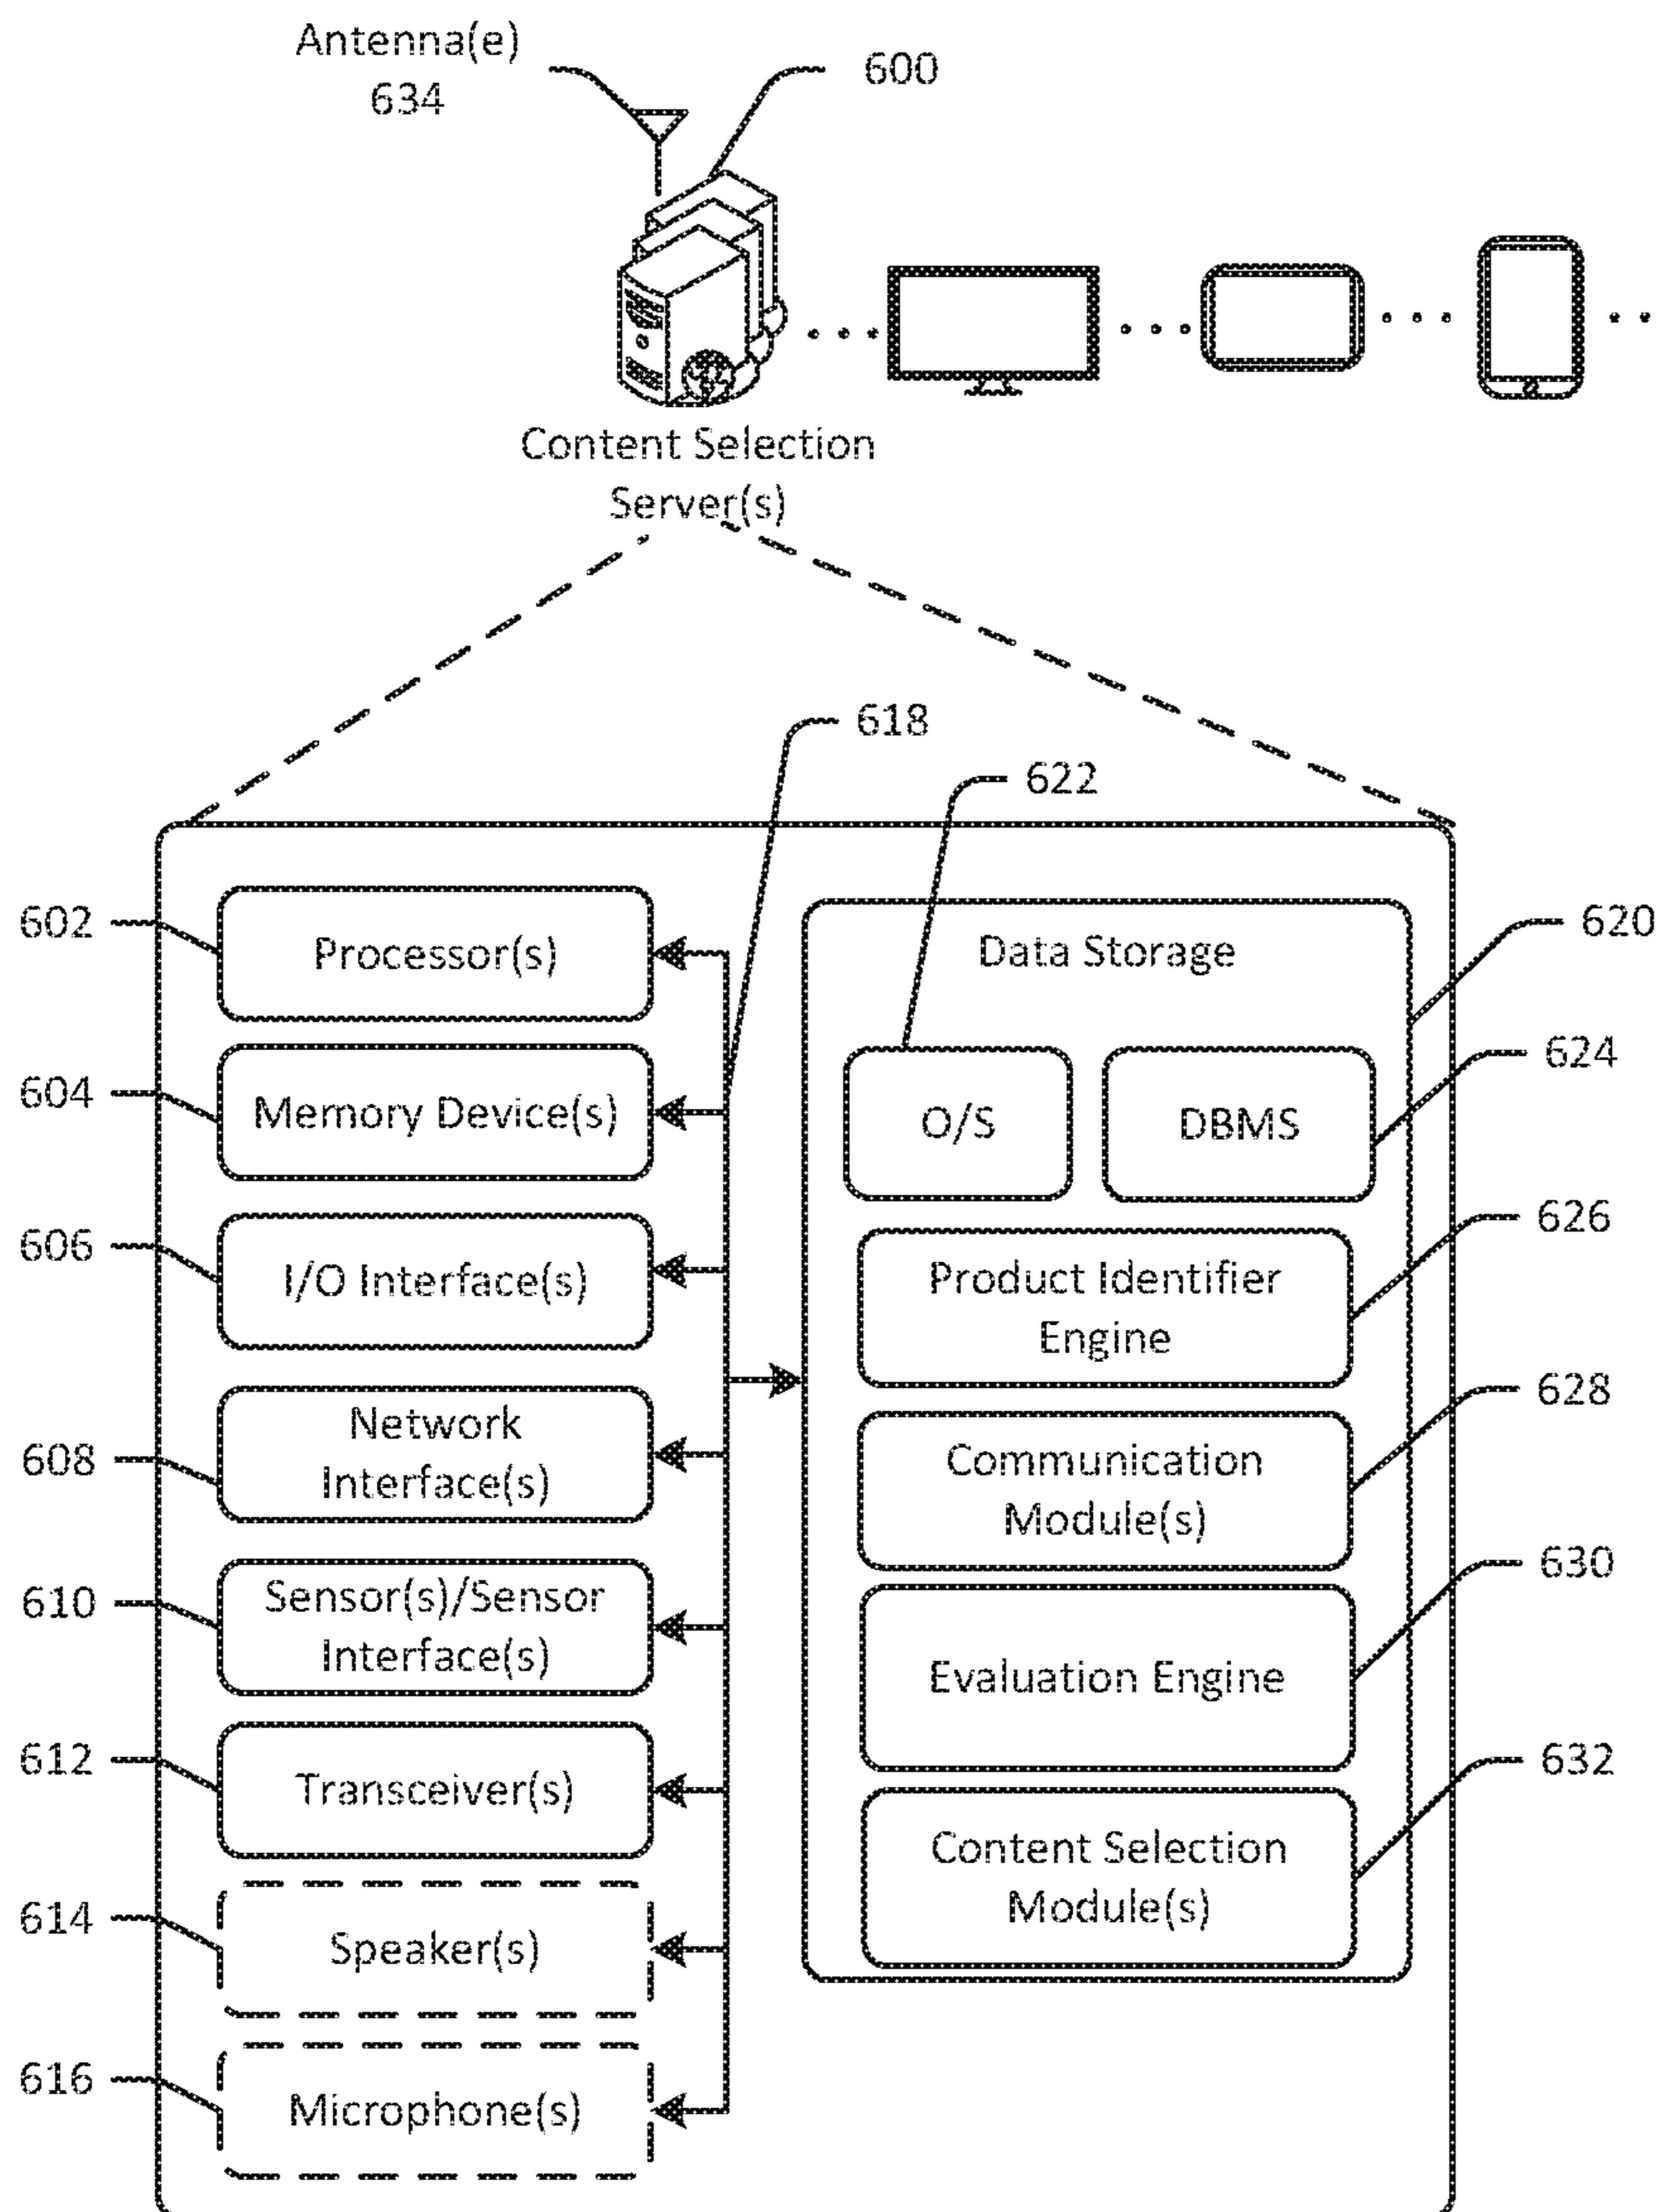 Antenna(e)
634
600
Content Selection
Server(s)
618
622
602
Processor(s)
604
Memory Device(s)
606
I/O Interface(s)
608
Network
Interface(s)
610
Sensor(s)/Sensor
Interface(s)
612
Transceiver(s)
614
Speaker(s)
616
Microphone(s)
Data Storage
620
O/S
DBMS
624
Product Identifier
Engine
626
Communication
Module(s)
628
Evaluation Engine
630
Content Selection
Module(s)
632